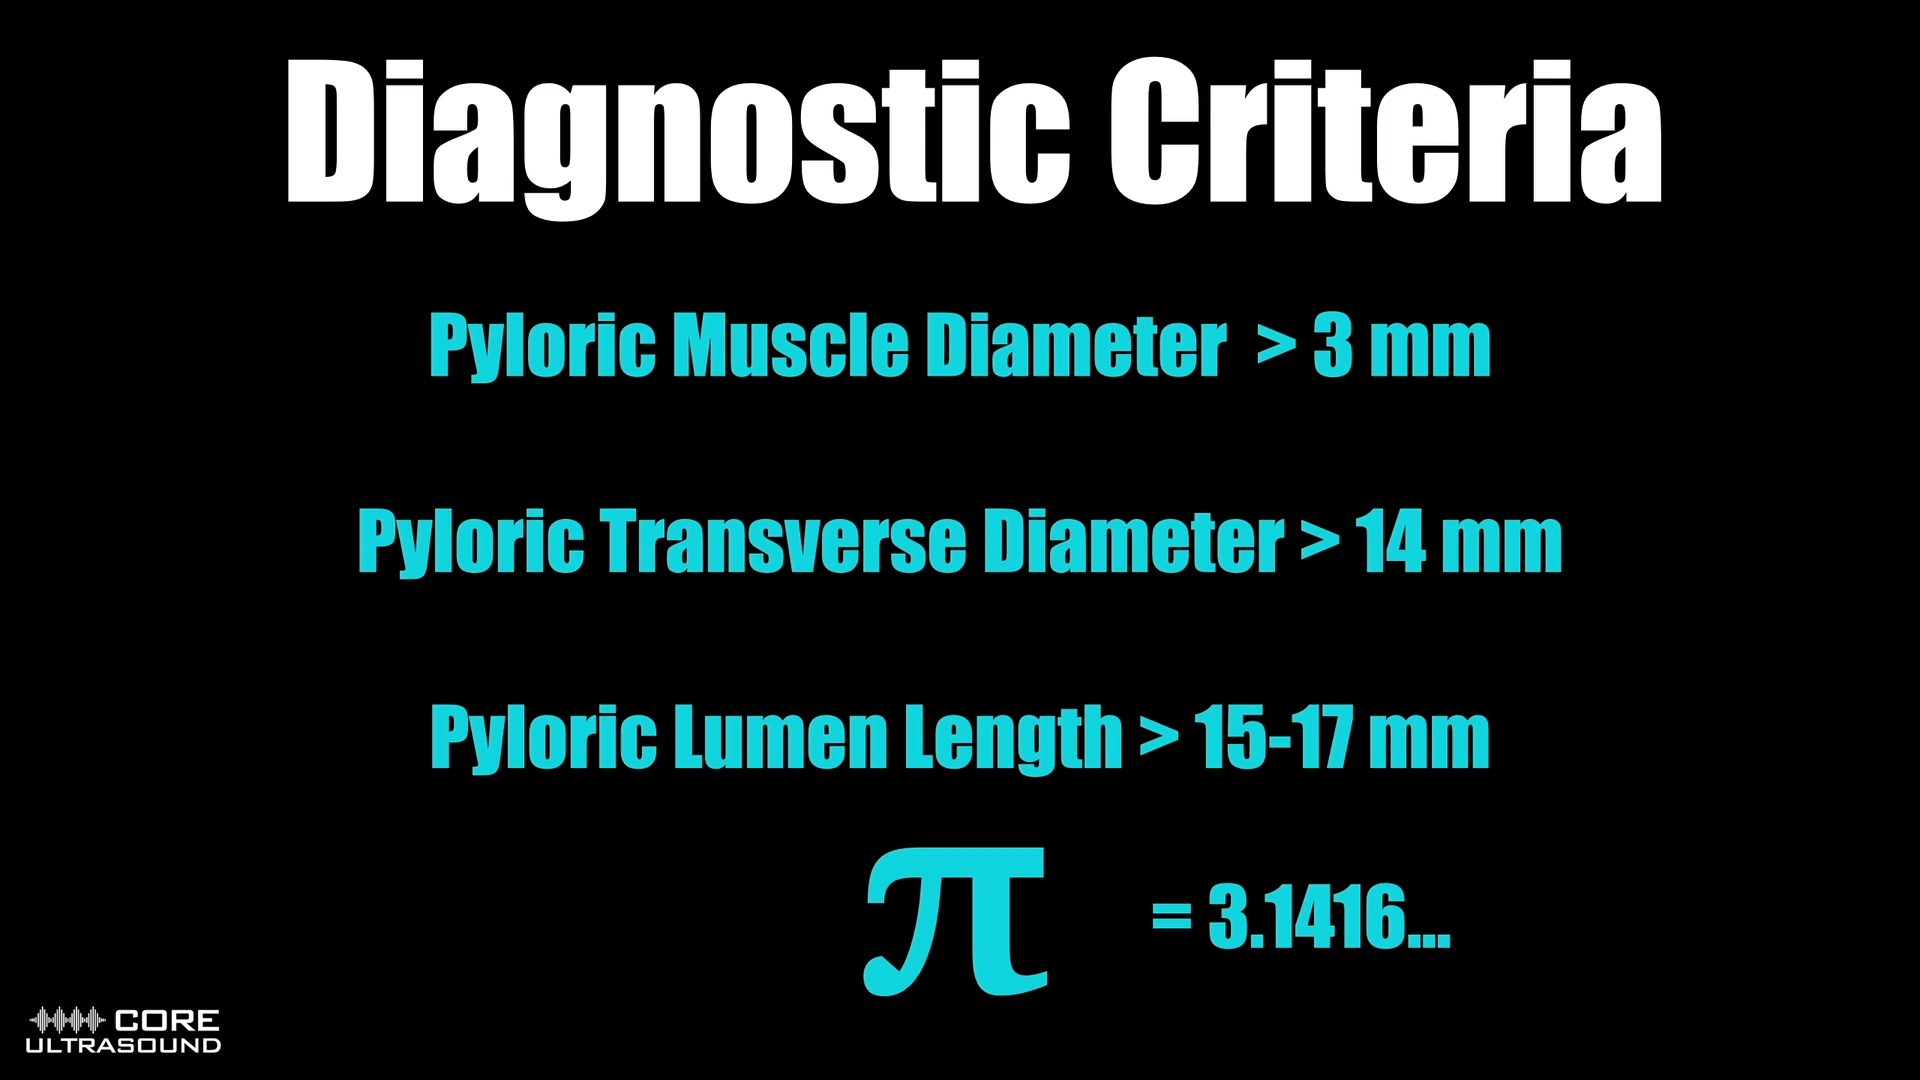 Diagnostic Criteria
Pyloric Muscle Diameter > 3 mm
Pyloric Transverse Diameter > 14 mm
Pyloric Lumen Length > 15-17 mm
π = 3.1416...
CORE
ULTRASOUND